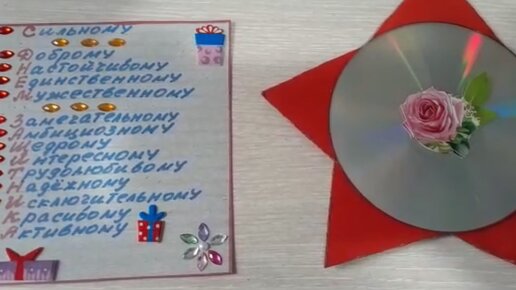 Сильному
Доброму
Настойчивому
Единственному
Мужественному
Замечательному
Амбициозному
Щедрому
Интересному
Трудолюбивому
Надёжному
Исключительному
Красивому
Активному